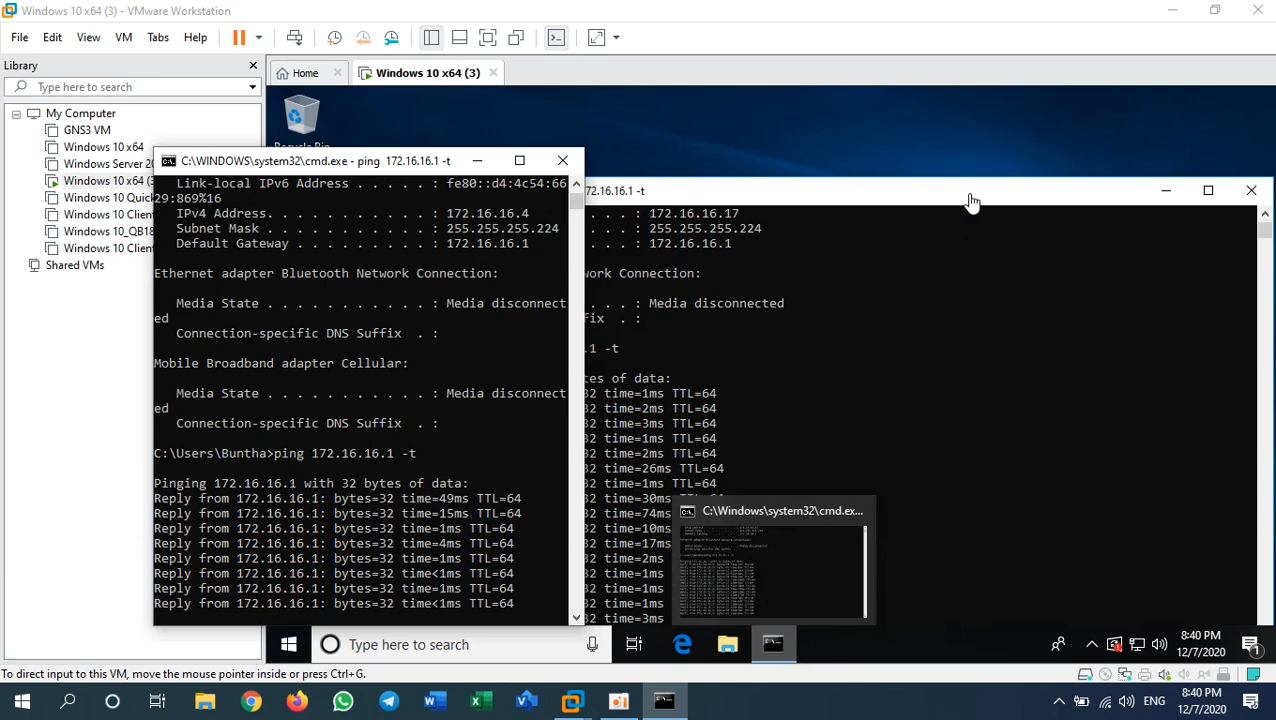 Windows 10 x64 (3) - VMware Workstation
File Edit View VM Tabs Help
Library
Type here to search
My Computer
GNS3 VM
Windows 10 x64
Windows Server 20
Windows 10 x64 (3
Windows 10 Quick
Windows 10 Client
Windows 10_QB18
Windows 10 Client
Shared VMs
Home
Windows 10 x64 (3)
Recycle Bin
C:\WINDOWS\system32\cmd.exe - ping 172.16.16.1 -t
Link-local IPv6 Address . . . . . : fe80::d4:4c54:66
29:869%16
IPv4 Address. . . . . . . . . . . : 172.16.16.4
Subnet Mask . . . . . . . . . . . : 255.255.255.224
Default Gateway . . . . . . . . . : 172.16.16.1
Ethernet adapter Bluetooth Network Connection:
Media State . . . . . . . . . . . : Media disconnect
ed
Connection-specific DNS Suffix . :
Mobile Broadband adapter Cellular:
Media State . . . . . . . . . . . : Media disconnect
ed
Connection-specific DNS Suffix . :
C:\Users\Buntha>ping 172.16.16.1 -t
Pinging 172.16.16.1 with 32 bytes of data:
Reply from 172.16.16.1: bytes=32 time=49ms TTL=64
Reply from 172.16.16.1: bytes=32 time=15ms TTL=64
Reply from 172.16.16.1: bytes=32 time=1ms TTL=64
Reply from 172.16.16.1: bytes=32 time=4ms TTL=64
Reply from 172.16.16.1: bytes=32 time=2ms TTL=64
Reply from 172.16.16.1: bytes=32 time=1ms TTL=64
Reply from 172.16.16.1: bytes=32 time<1ms TTL=64
Reply from 172.16.16.1: bytes=32 time<1ms TTL=64
172.16.16.1 -t
. . . . : 172.16.16.17
. . . . : 255.255.255.224
. . . . : 172.16.16.1
work Connection:
. . . . : Media disconnected
fix . :
.1 -t
tes of data:
32 time=1ms TTL=64
32 time=2ms TTL=64
32 time=3ms TTL=64
32 time=1ms TTL=64
32 time=2ms TTL=64
32 time=26ms TTL=64
32 time=1ms TTL=64
32 time=30ms TTL=64
32 time=74ms
32 time=10ms
32 time=17ms
32 time=2ms
32 time=1ms
32 time=1ms
32 time=3ms
C:\Windows\system32\cmd.ex...
Type here to search
8:40 PM
12/7/2020
1
To direct input to this VM, move the mouse pointer inside or press Ctrl+G.
ENG
8:40 PM
12/7/2020